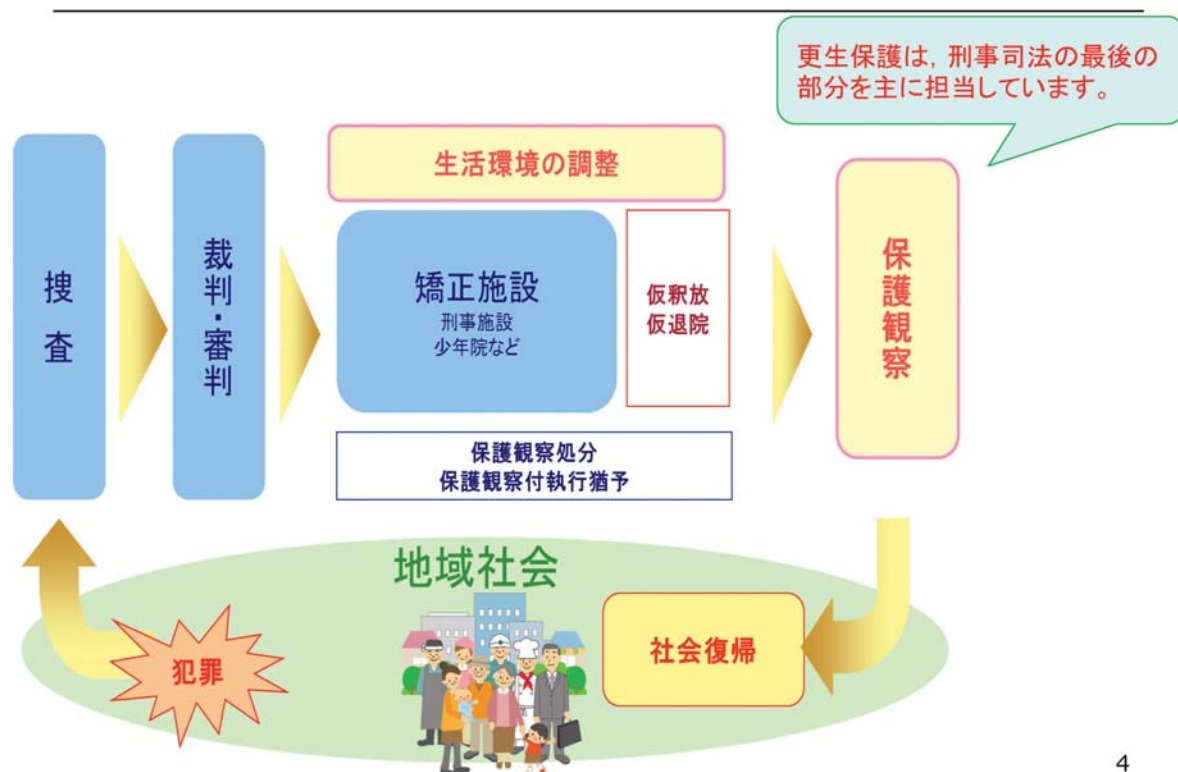 更生保護は，刑事司法の最後の
部分を主に担当しています。
生活環境の調整
捜査
裁判・審判
矯正施設
刑事施設
少年院など
仮釈放
仮退院
保護観察
保護観察処分
保護観察付執行猶予
地域社会
犯罪
社会復帰
4